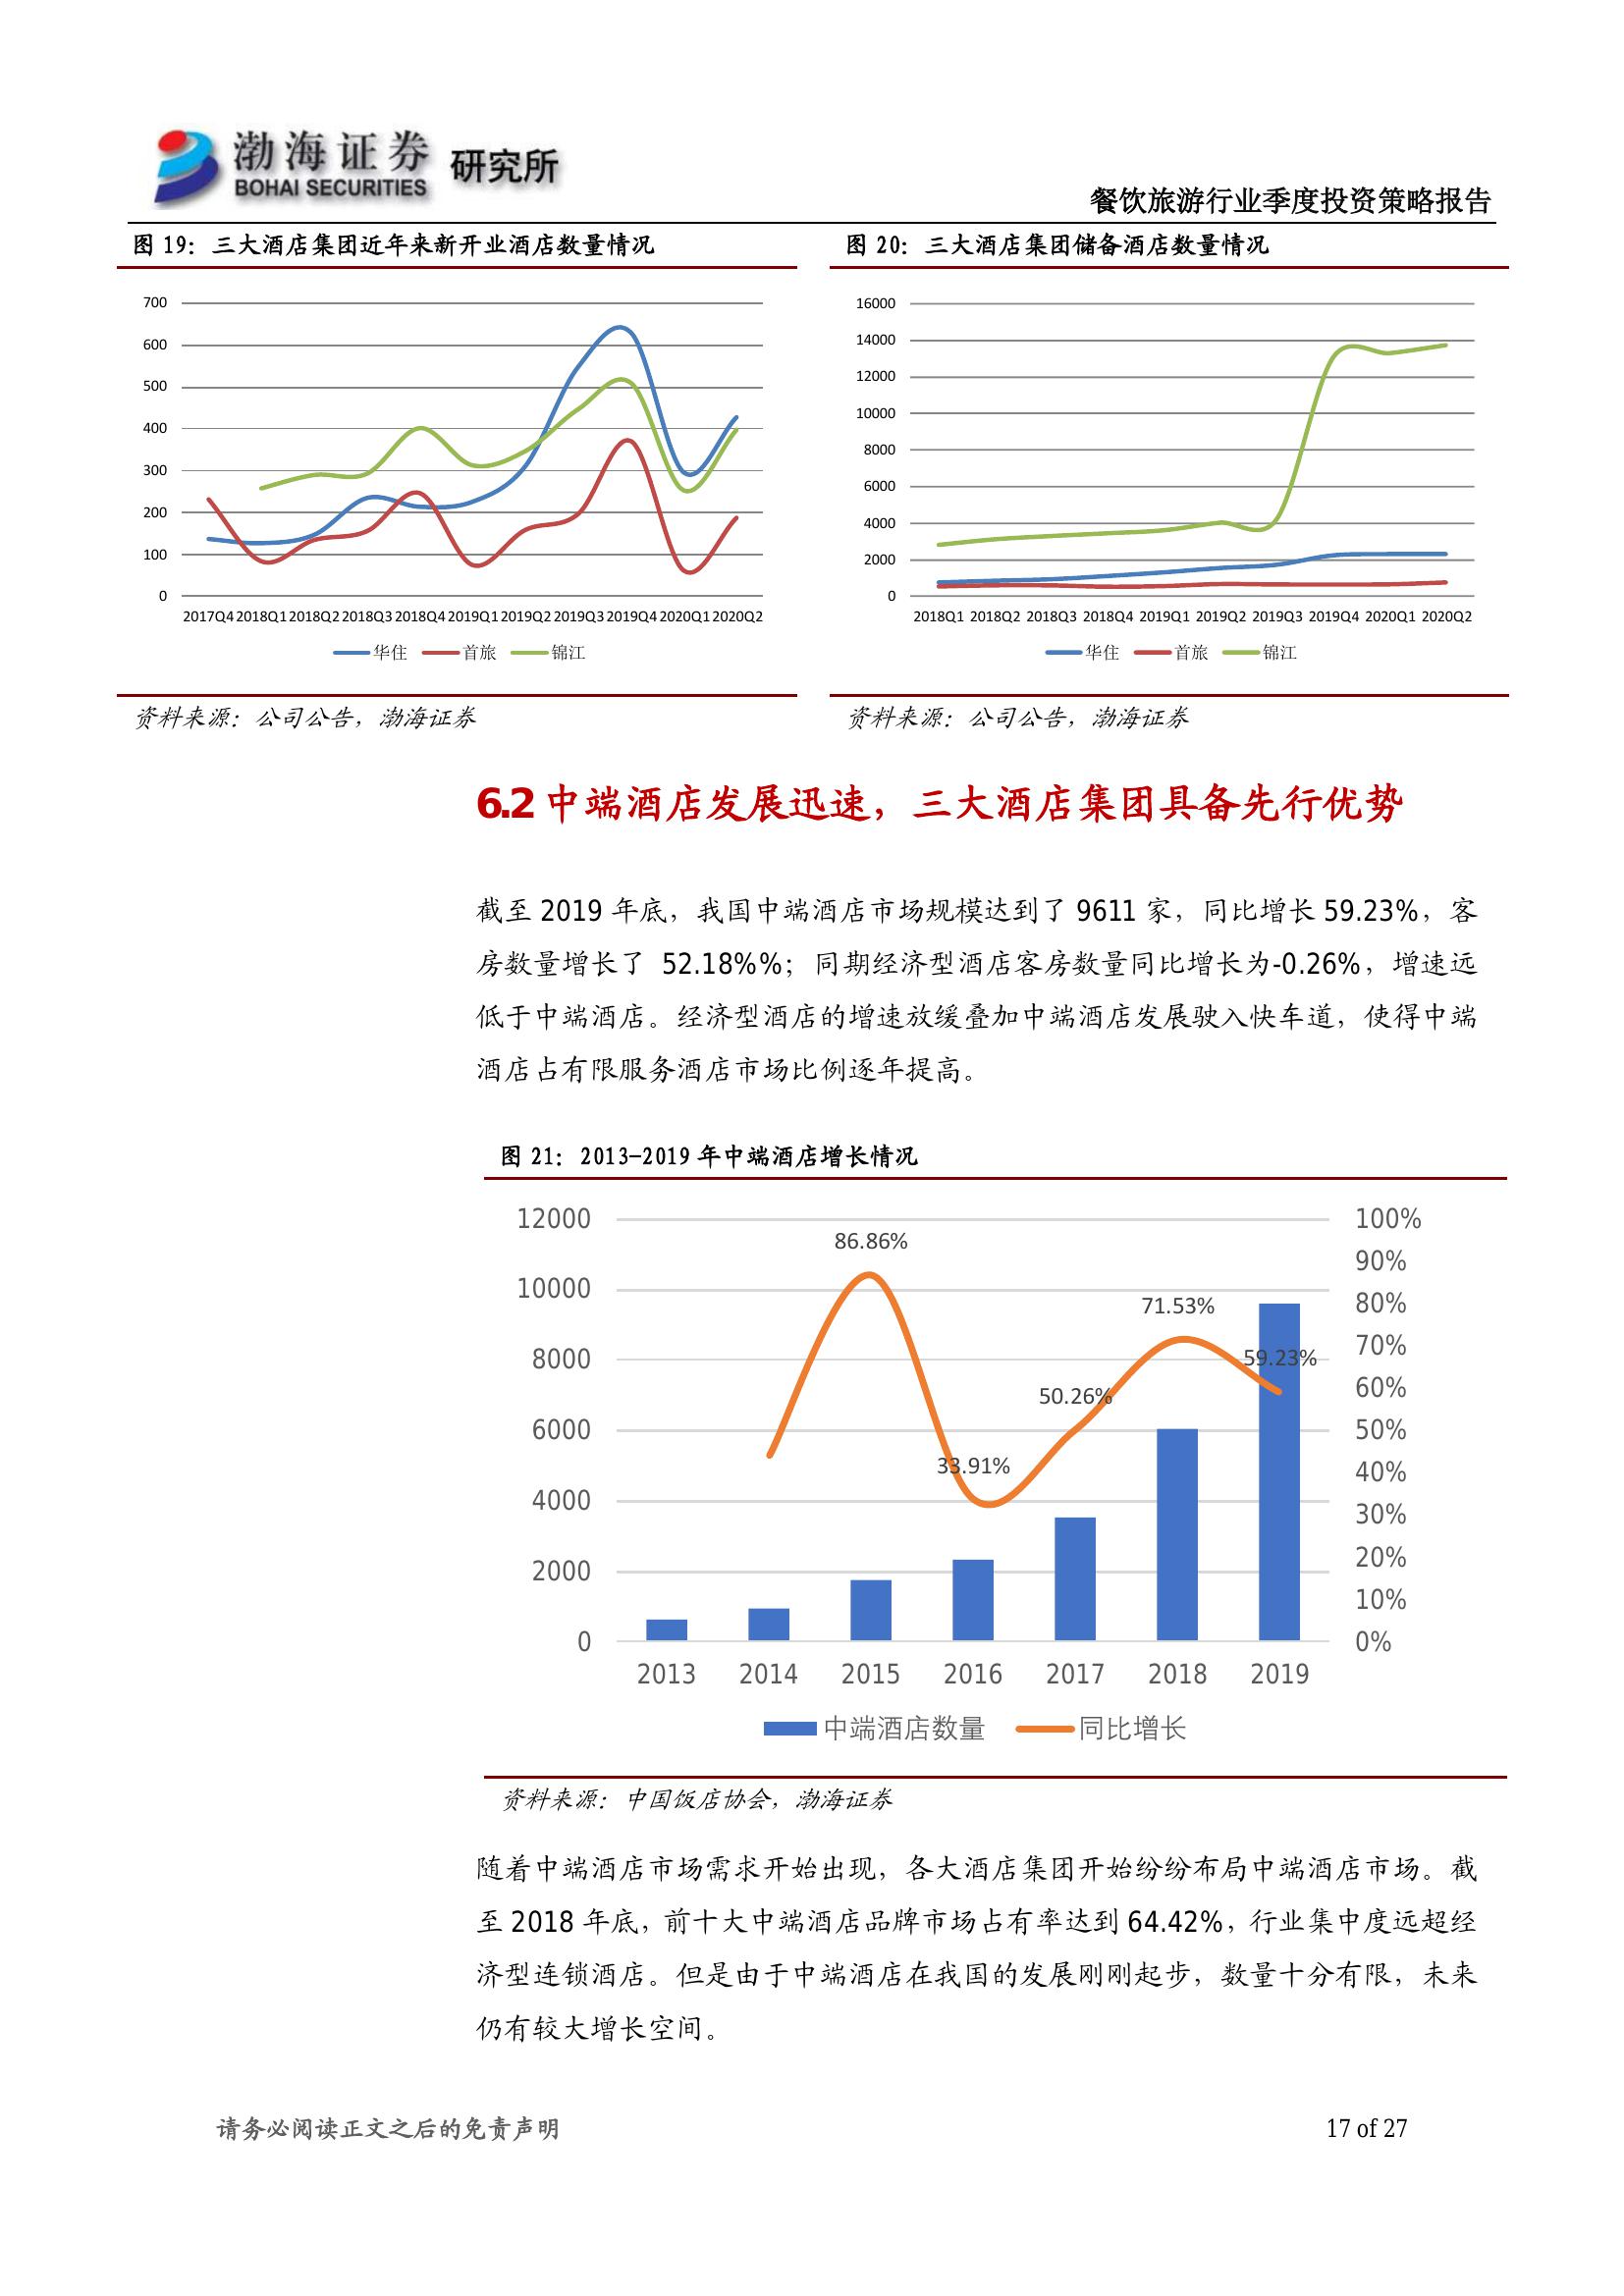 渤海证券 研究所
BOHAI SECURITIES
餐饮旅游行业季度投资策略报告
图 19：三大酒店集团近年来新开业酒店数量情况
700
600
500
400
300
200
100
0
2017Q4 2018Q1 2018Q2 2018Q3 2018Q4 2019Q1 2019Q2 2019Q3 2019Q4 2020Q1 2020Q2
华住 首旅 锦江
资料来源：公司公告，渤海证券
图 20：三大酒店集团储备酒店数量情况
16000
14000
12000
10000
8000
6000
4000
2000
0
2018Q1 2018Q2 2018Q3 2018Q4 2019Q1 2019Q2 2019Q3 2019Q4 2020Q1 2020Q2
华住 首旅 锦江
资料来源：公司公告，渤海证券
6.2 中端酒店发展迅速，三大酒店集团具备先行优势
截至 2019 年底，我国中端酒店市场规模达到了 9611 家，同比增长 59.23%，客
房数量增长了 52.18%%；同期经济型酒店客房数量同比增长为-0.26%，增速远
低于中端酒店。经济型酒店的增速放缓叠加中端酒店发展驶入快车道，使得中端
酒店占有限服务酒店市场比例逐年提高。
图 21：2013-2019 年中端酒店增长情况
12000
10000
8000
6000
4000
2000
0
100%
90%
80%
70%
60%
50%
40%
30%
20%
10%
0%
86.86%
33.91%
50.26%
71.53%
59.23%
2013 2014 2015 2016 2017 2018 2019
中端酒店数量 同比增长
资料来源：中国饭店协会，渤海证券
随着中端酒店市场需求开始出现，各大酒店集团开始纷纷布局中端酒店市场。截
至 2018 年底，前十大中端酒店品牌市场占有率达到 64.42%，行业集中度远超经
济型连锁酒店。但是由于中端酒店在我国的发展刚刚起步，数量十分有限，未来
仍有较大增长空间。
请务必阅读正文之后的免责声明
17 of 27